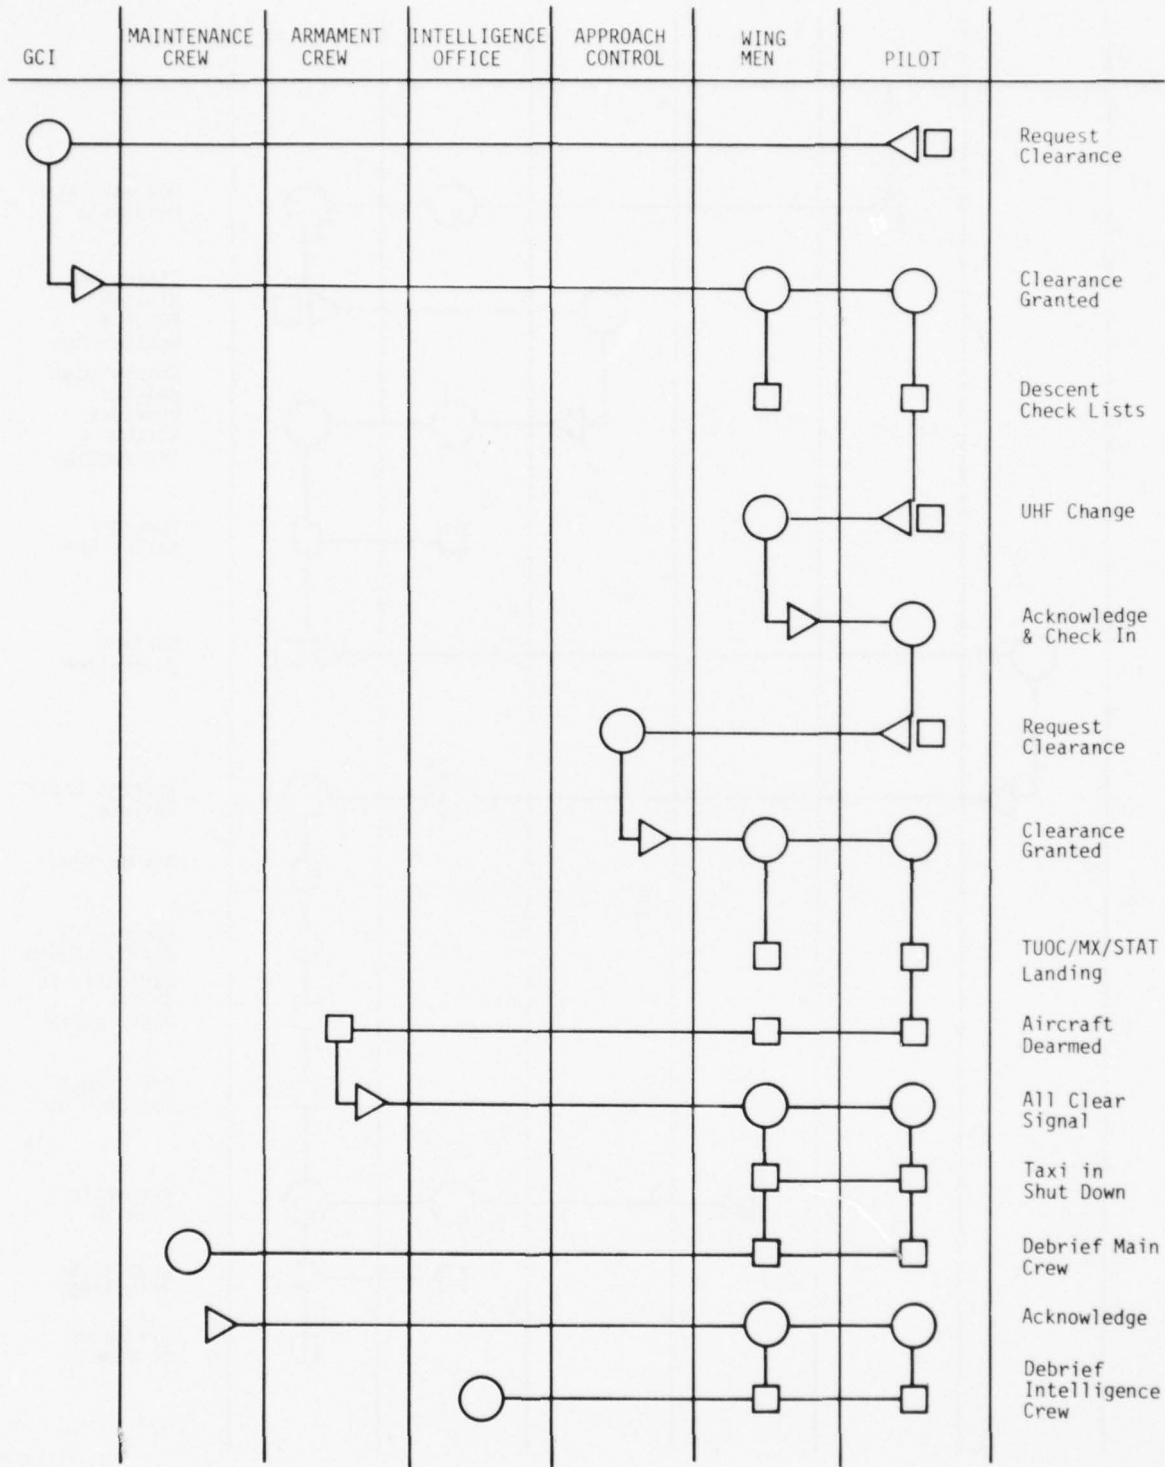 GCI
MAINTENANCE
CREW
ARMAMENT
CREW
INTELLIGENCE
OFFICE
APPROACH
CONTROL
WING
MEN
PILOT
Request
Clearance
Clearance
Granted
Descent
Check Lists
UHF Change
Acknowledge
& Check In
Request
Clearance
Clearance
Granted
TUOC/MX/STAT
Landing
Aircraft
Dearmed
All Clear
Signal
Taxi in
Shut Down
Debrief Main
Crew
Acknowledge
Debrief
Intelligence
Crew